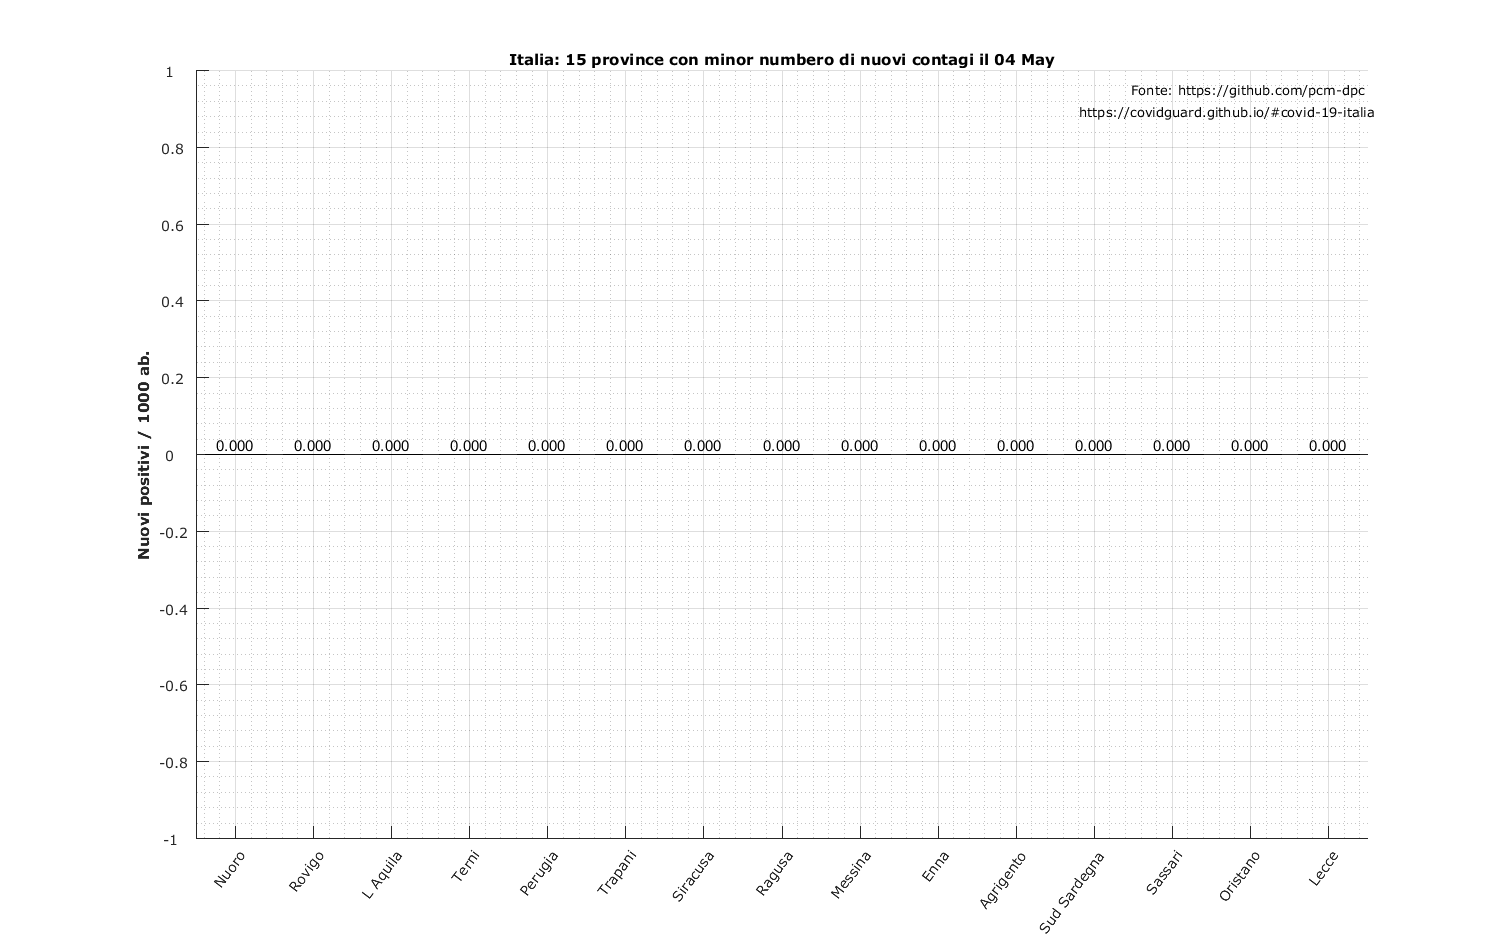 Italia: 15 province con minor numbero di nuovi contagi il 04 May
Fonte: https://github.com/pcm-dpc
https://covidguard.github.io/#covid-19-italia
Nuovi positivi / 1000 ab.
1
0.8
0.6
0.4
0.2
0
-0.2
-0.4
-0.6
-0.8
-1
0.000 0.000 0.000 0.000 0.000 0.000 0.000 0.000 0.000 0.000 0.000 0.000 0.000 0.000 0.000
Nuoro
Rovigo
L Aquila
Terni
Perugia
Trapani
Siracusa
Ragusa
Messina
Enna
Agrigento
Sud Sardegna
Sassari
Oristano
Lecce